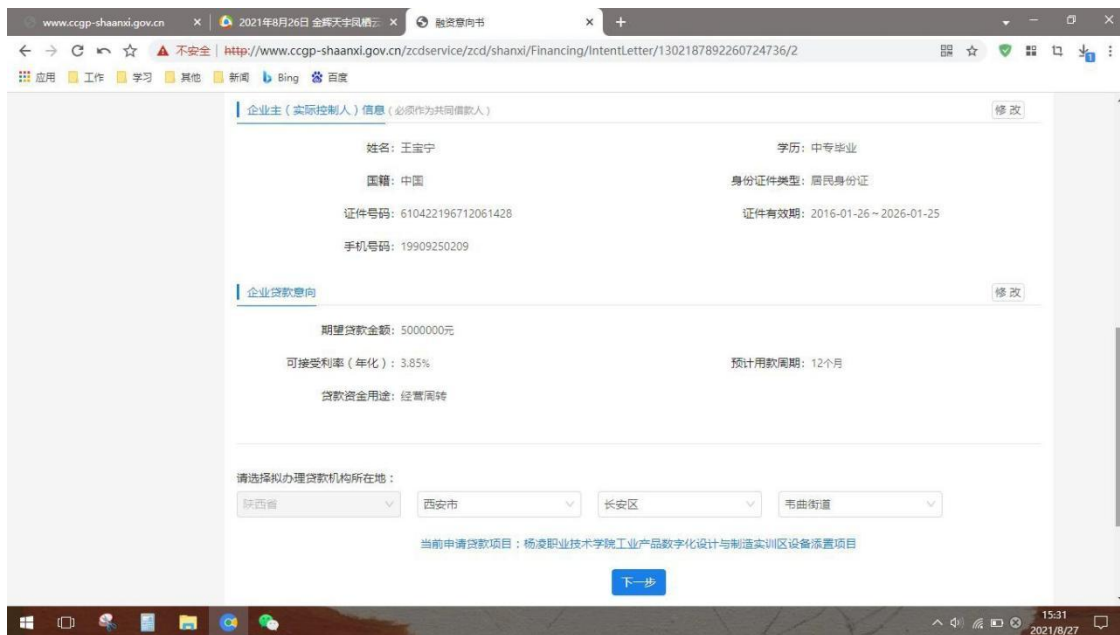 www.ccgp-shaanxi.gov.cn
2021年8月26日 金辉天宇凤栖云
融资意向书
不安全 http://www.ccgp-shaanxi.gov.cn/zcdservice/zcd/shanxi/Financing/IntentLetter/1302187892260724736/2
应用 工作 学习 其他 新闻 Bing 百度
企业主（实际控制人）信息（必须作为共同借款人） 修改
姓名：王宝宁 学历：中专毕业
国籍：中国 身份证件类型：居民身份证
证件号码：610422196712061428 证件有效期：2016-01-26～2026-01-25
手机号码：19909250209
企业贷款意向 修改
期望贷款金额：5000000元
可接受利率（年化）：3.85% 预计用款周期：12个月
贷款资金用途：经营周转
请选择拟办理贷款机构所在地：
陕西省 西安市 长安区 韦曲街道
当前申请贷款项目：杨凌职业技术学院工业产品数字化设计与制造实训区设备添置项目
下一步
15:31
2021/8/27